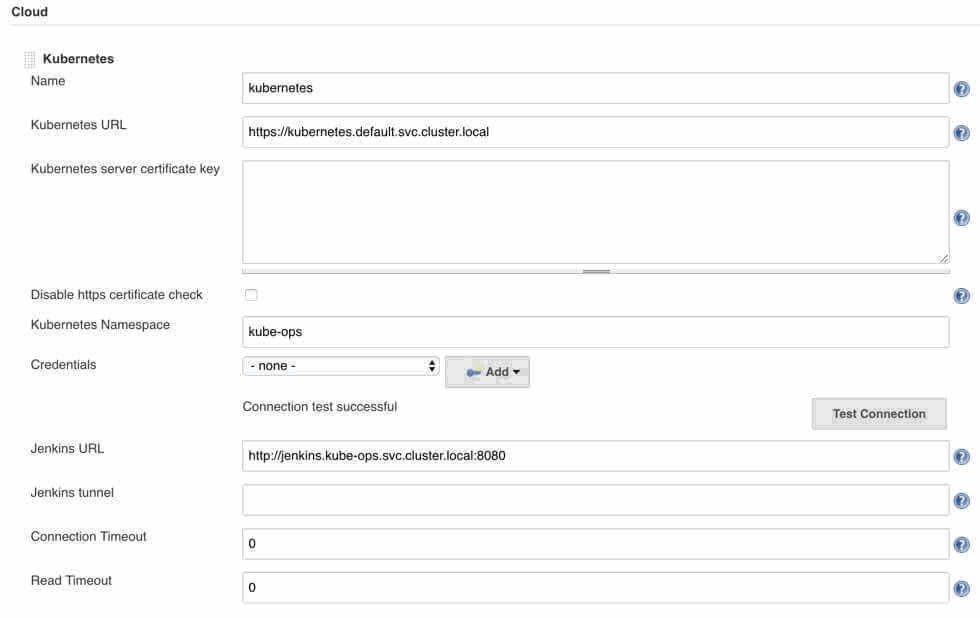 Cloud
Kubernetes
Name
kubernetes
Kubernetes URL
https://kubernetes.default.svc.cluster.local
Kubernetes server certificate key
Disable https certificate check
Kubernetes Namespace
kube-ops
Credentials
- none -
Add
Connection test successful
Test Connection
Jenkins URL
http://jenkins.kube-ops.svc.cluster.local:8080
Jenkins tunnel
Connection Timeout
0
Read Timeout
0